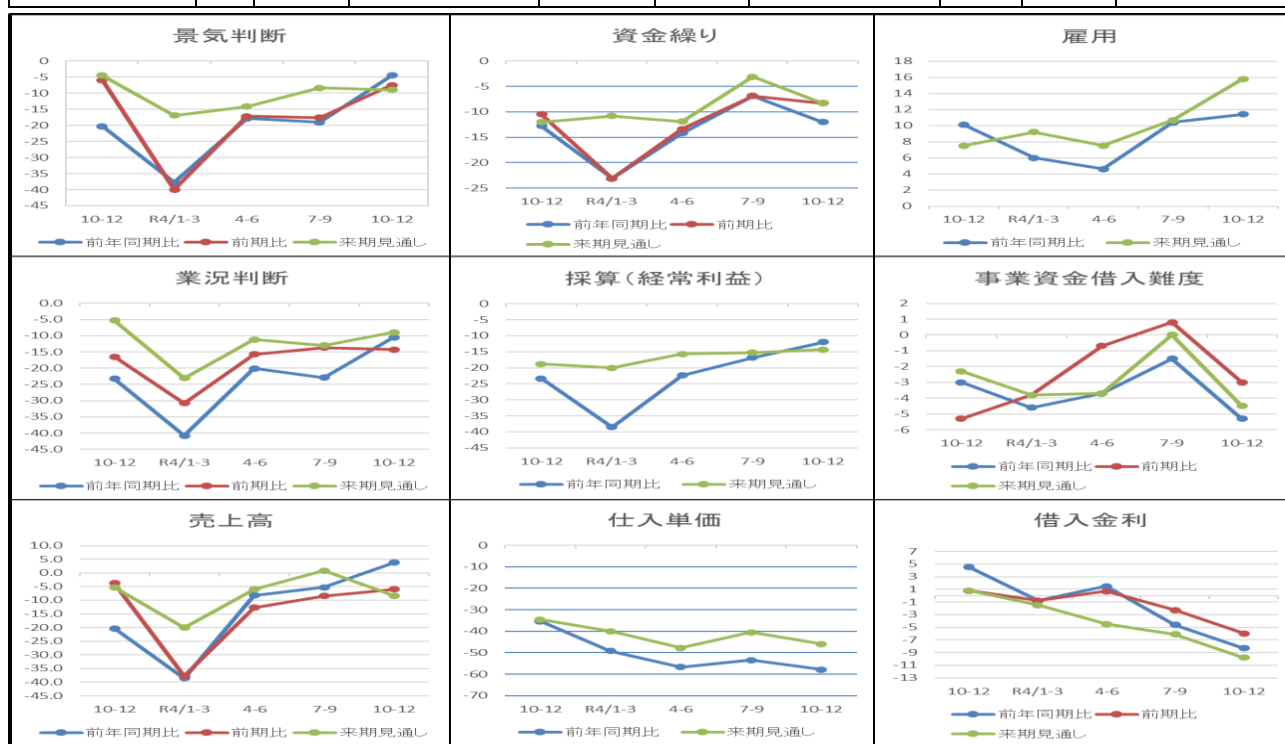 景気判断
0
-5
-10
-15
-20
-25
-30
-35
-40
-45
10-12 R4/1-3 4-6 7-9 10-12
前年同期比 前期比 来期見通し
資金繰り
0
-5
-10
-15
-20
-25
10-12 R4/1-3 4-6 7-9 10-12
前年同期比 前期比
来期見通し
雇用
18
16
14
12
10
8
6
4
2
0
10-12 R4/1-3 4-6 7-9 10-12
前年同期比 来期見通し
業況判断
0.0
-5.0
-10.0
-15.0
-20.0
-25.0
-30.0
-35.0
-40.0
-45.0
10-12 R4/1-3 4-6 7-9 10-12
前年同期比 前期比 来期見通し
採算(経常利益)
0
-5
-10
-15
-20
-25
-30
-35
-40
-45
10-12 R4/1-3 4-6 7-9 10-12
前年同期比 来期見通し
事業資金借入難度
2
1
0
-1
-2
-3
-4
-5
-6
10-12 R4/1-3 4-6 7-9 10-12
前年同期比 前期比
来期見通し
売上高
10.0
5.0
0.0
-5.0
-10.0
-15.0
-20.0
-25.0
-30.0
-35.0
-40.0
-45.0
10-12 R4/1-3 4-6 7-9 10-12
前年同期比 前期比 来期見通し
仕入単価
0
-10
-20
-30
-40
-50
-60
-70
10-12 R4/1-3 4-6 7-9 10-12
前年同期比 来期見通し
借入金利
7
5
3
1
-1
-3
-5
-7
-9
-11
-13
10-12 R4/1-3 4-6 7-9 10-12
前年同期比 前期比
来期見通し